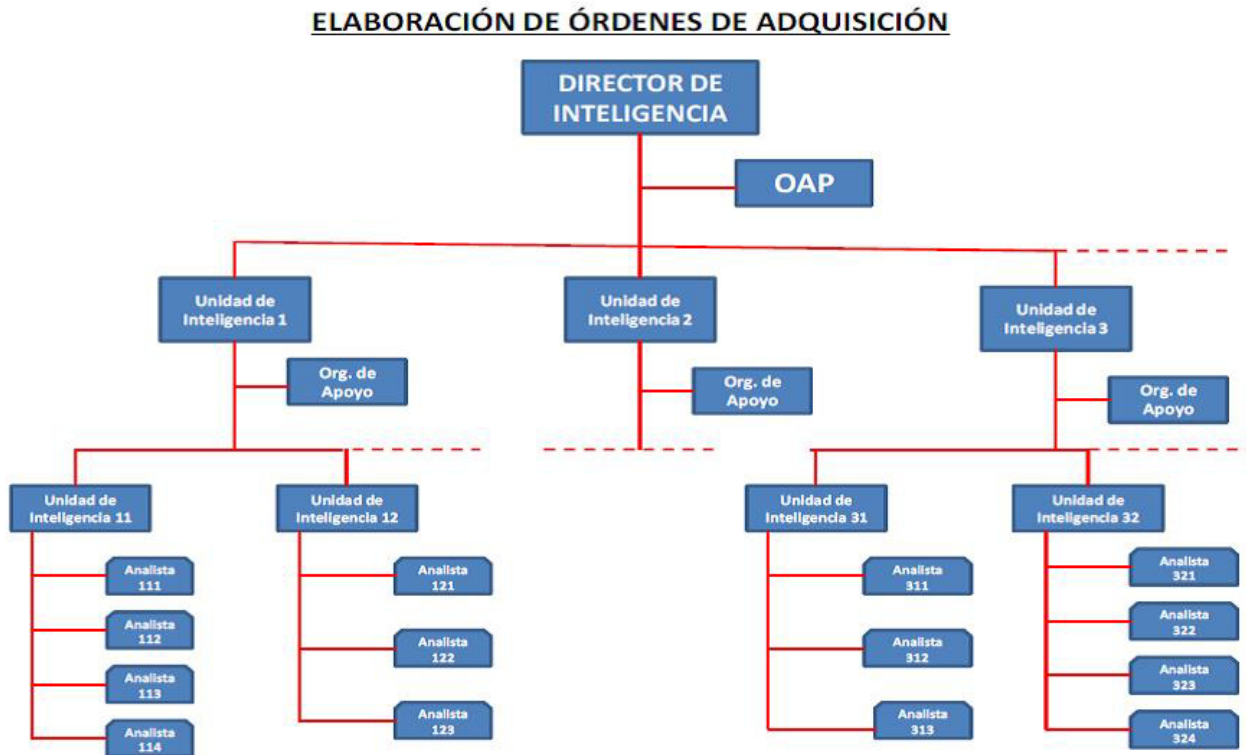 ELABORACIÓN DE ÓRDENES DE ADQUISICIÓN
DIRECTOR DE
INTELIGENCIA
OAP
Unidad de
Inteligencia 1
Unidad de
Inteligencia 2
Unidad de
Inteligencia 3
Org. de
Apoyo
Org. de
Apoyo
Org. de
Apoyo
Unidad de
Inteligencia 11
Unidad de
Inteligencia 12
Unidad de
Inteligencia 31
Unidad de
Inteligencia 32
Analista
111
Analista
112
Analista
113
Analista
114
Analista
121
Analista
122
Analista
123
Analista
311
Analista
312
Analista
313
Analista
321
Analista
322
Analista
323
Analista
324